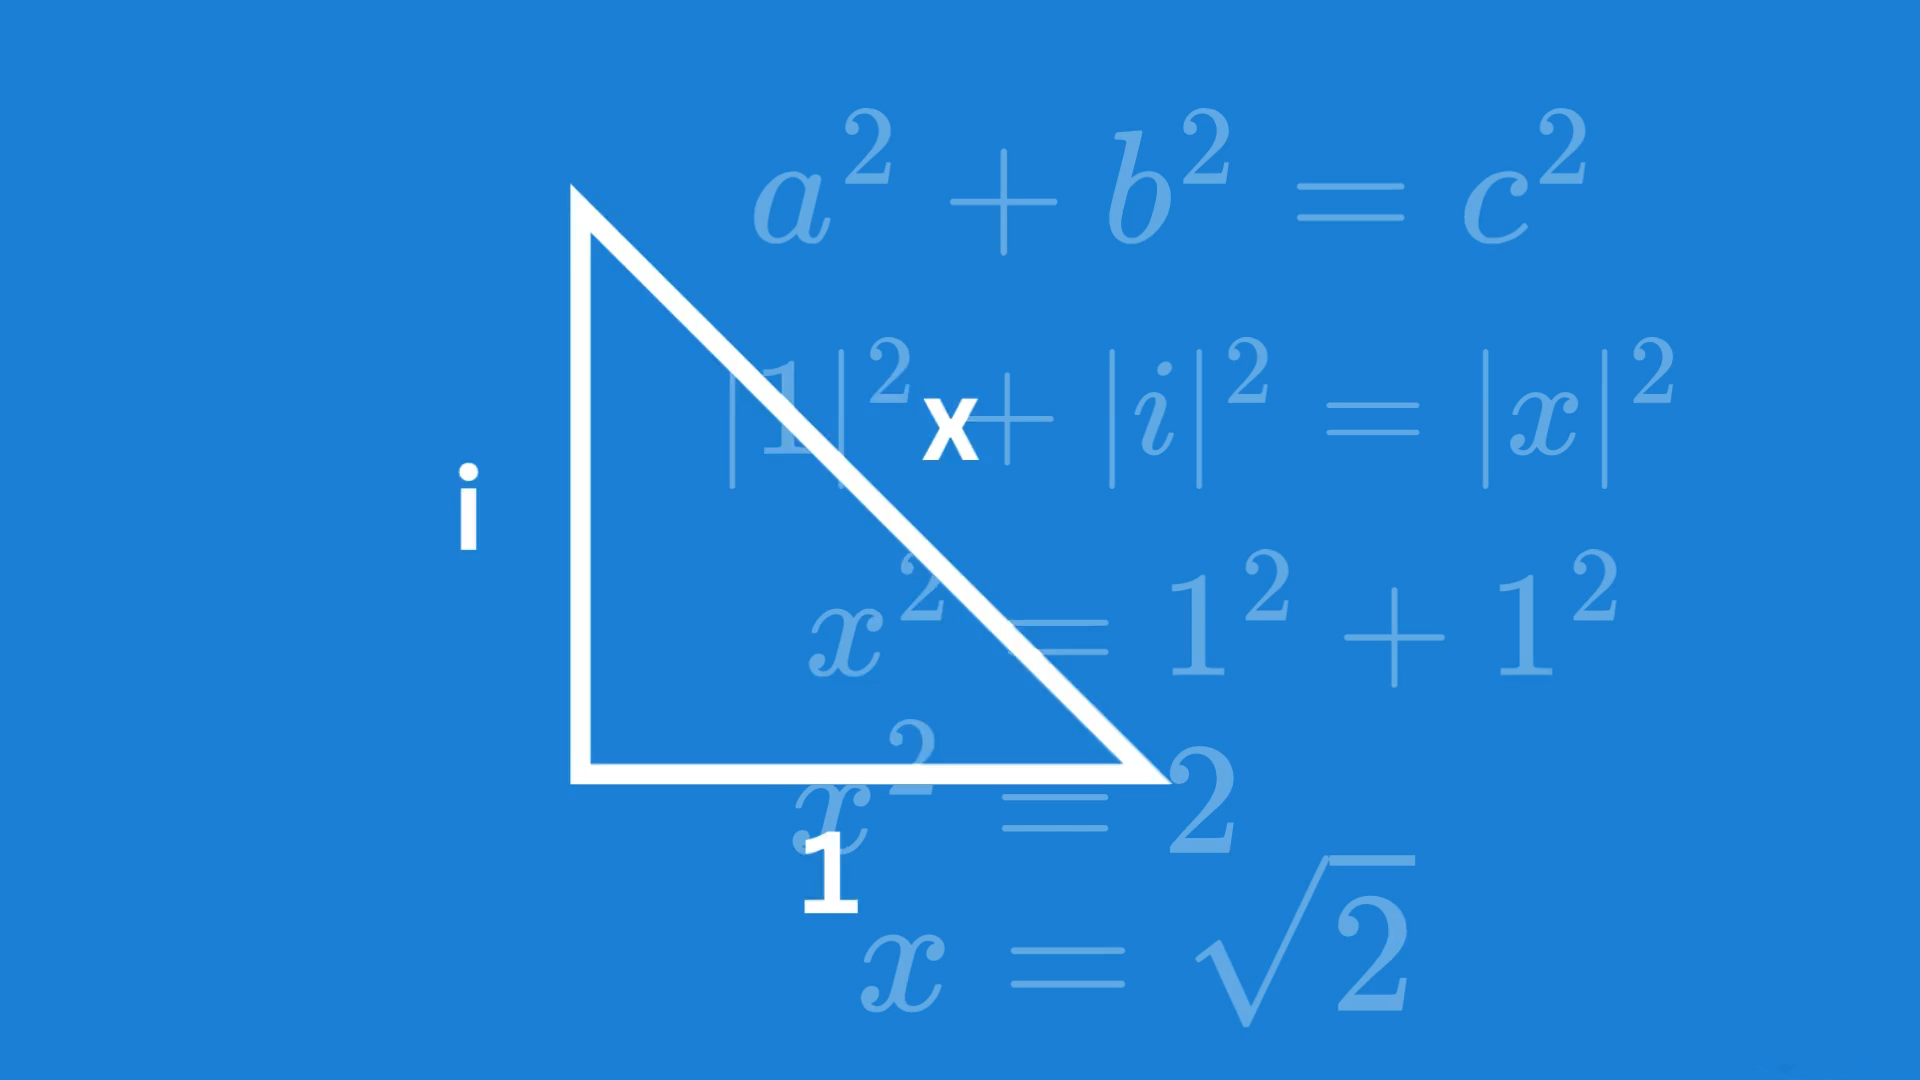 a² + b² = c²
|1|² + |i|² = |x|²
x
i
x² = 1² + 1²
x² = 2
1
x = √2